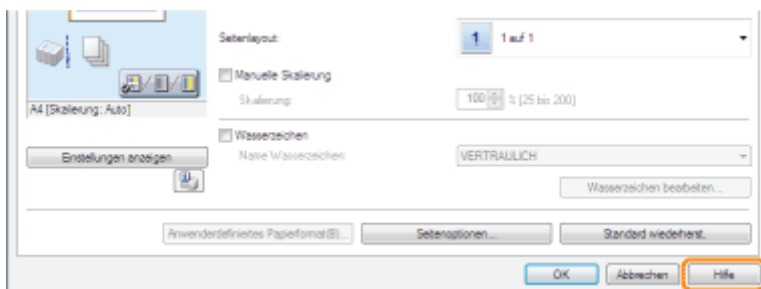 Seitenlayout:
1 1 auf 1
Manuelle Skalierung
Skalierung: 100 % [25 bis 200]
A4 [Skalierung: Auto]
Wasserzeichen
Einstellungen anzeigen
Name Wasserzeichen: VERTRAULICH
Wasserzeichen bearbeiten...
Anwenderdefiniertes Papierformat(B)... Seitenoptionen... Standard wiederherst.
OK Abbrechen Hilfe